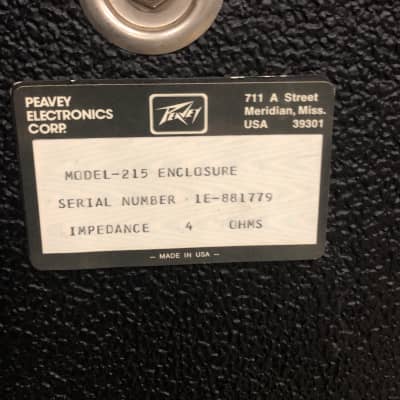 PEAVEY
ELECTRONICS
CORP.
PEAVEY
711 A Street
Meridian, Miss.
USA 39301
MODEL-215 ENCLOSURE
SERIAL NUMBER 1E-881779
IMPEDANCE 4 OHMS
— MADE IN USA —